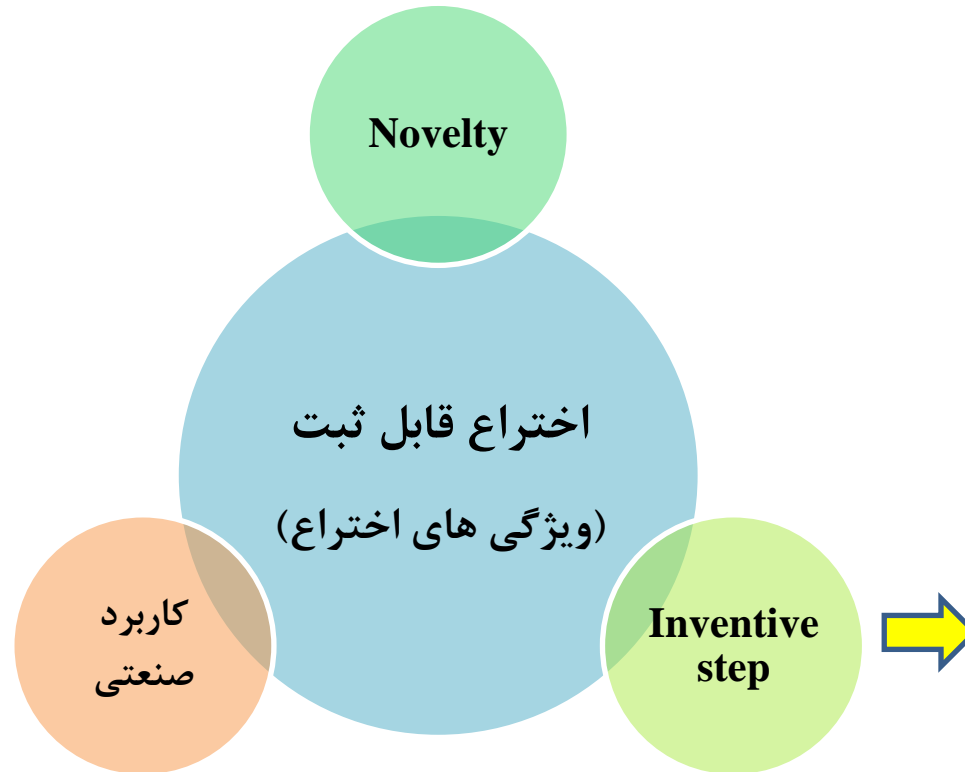 Novelty
اختراع قابل ثبت
(ویژگی های اختراع)
کاربرد
صنعتی
Inventive
step